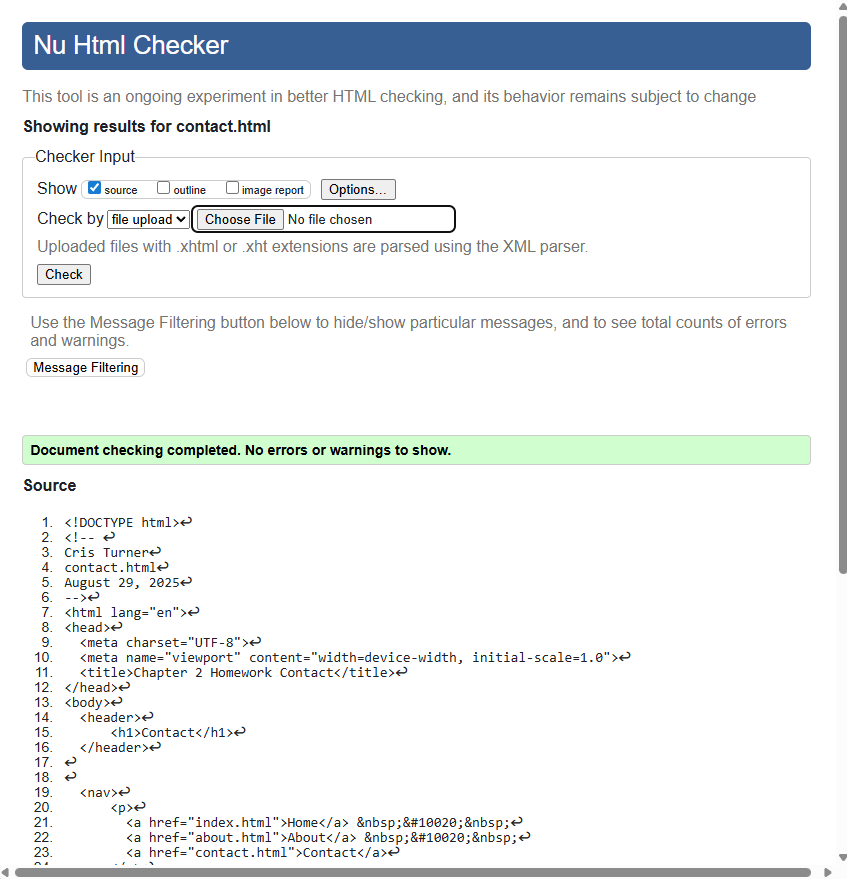 Nu Html Checker
This tool is an ongoing experiment in better HTML checking, and its behavior remains subject to change
Showing results for contact.html
Checker Input
Show source outline image report Options...
Check by file upload Choose File No file chosen
Uploaded files with .xhtml or .xht extensions are parsed using the XML parser.
Check
Use the Message Filtering button below to hide/show particular messages, and to see total counts of errors
and warnings.
Message Filtering
Document checking completed. No errors or warnings to show.
Source
1. <!DOCTYPE html>↩
2. <!-- ↩
3. Cris Turner↩
4. contact.html↩
5. August 29, 2025↩
6. -->↩
7. <html lang="en">↩
8. <head>↩
9.   <meta charset="UTF-8">↩
10.   <meta name="viewport" content="width=device-width, initial-scale=1.0">↩
11.   <title>Chapter 2 Homework Contact</title>↩
12. </head>↩
13. <body>↩
14.   <header>↩
15.       <h1>Contact</h1>↩
16.   </header>↩
17. ↩
18. ↩
19.   <nav>↩
20.       <p>↩
21.         <a href="index.html">Home</a> &nbsp;&#10020;&nbsp;↩
22.         <a href="about.html">About</a> &nbsp;&#10020;&nbsp;↩
23.         <a href="contact.html">Contact</a>↩